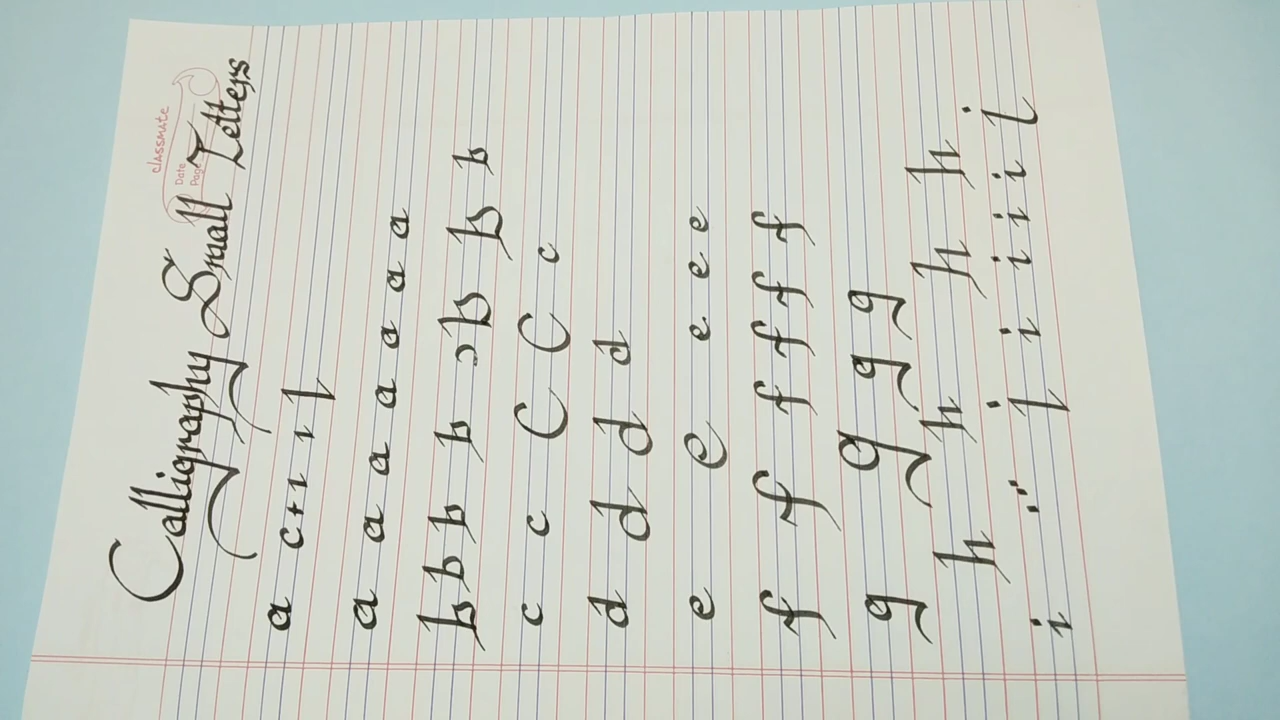 classmate
Date
Page
Calligraphy Small Letters
a c + ı ı l
a a a a a a a
b b b b b b b
c c C C c
d d d d
e e e e e
f f f f f f
g g g g
h h h h
i i i i i i i